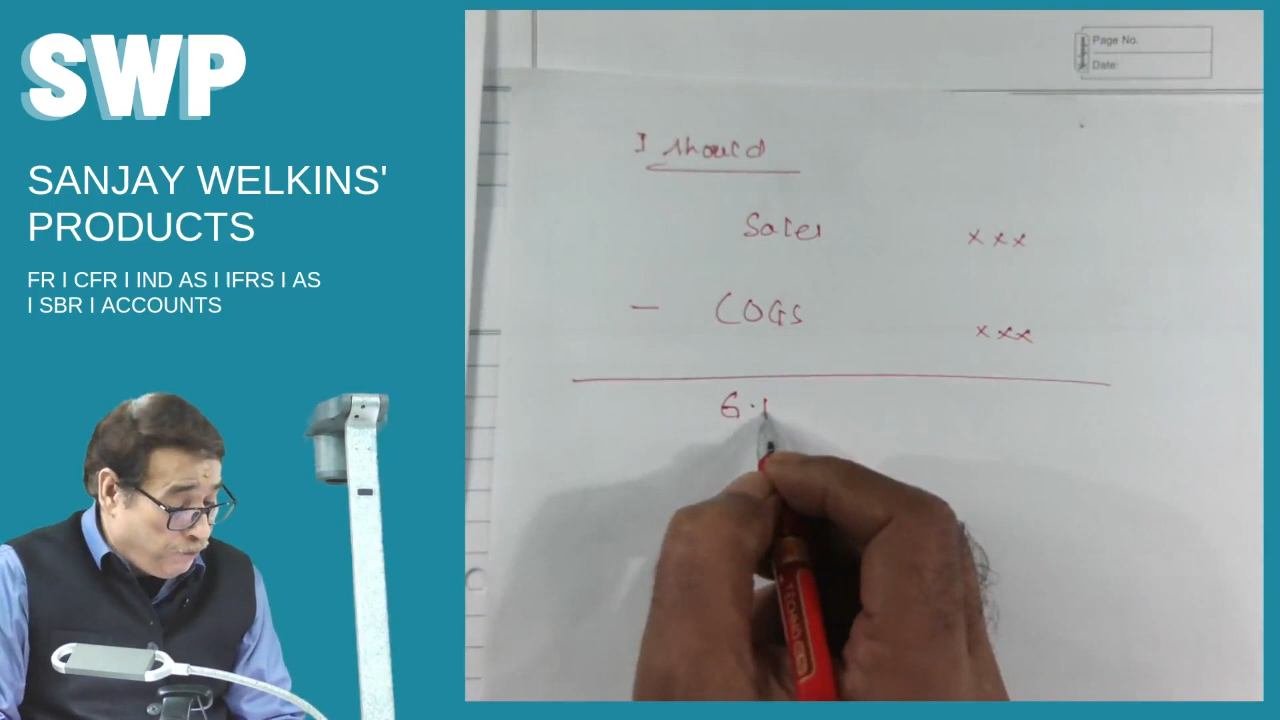 SWP
SANJAY WELKINS'
PRODUCTS
FR I CFR I IND AS I IFRS I AS
I SBR I ACCOUNTS
Page No.
Date:
I should
Sales xxx
- COGS xxx
G.